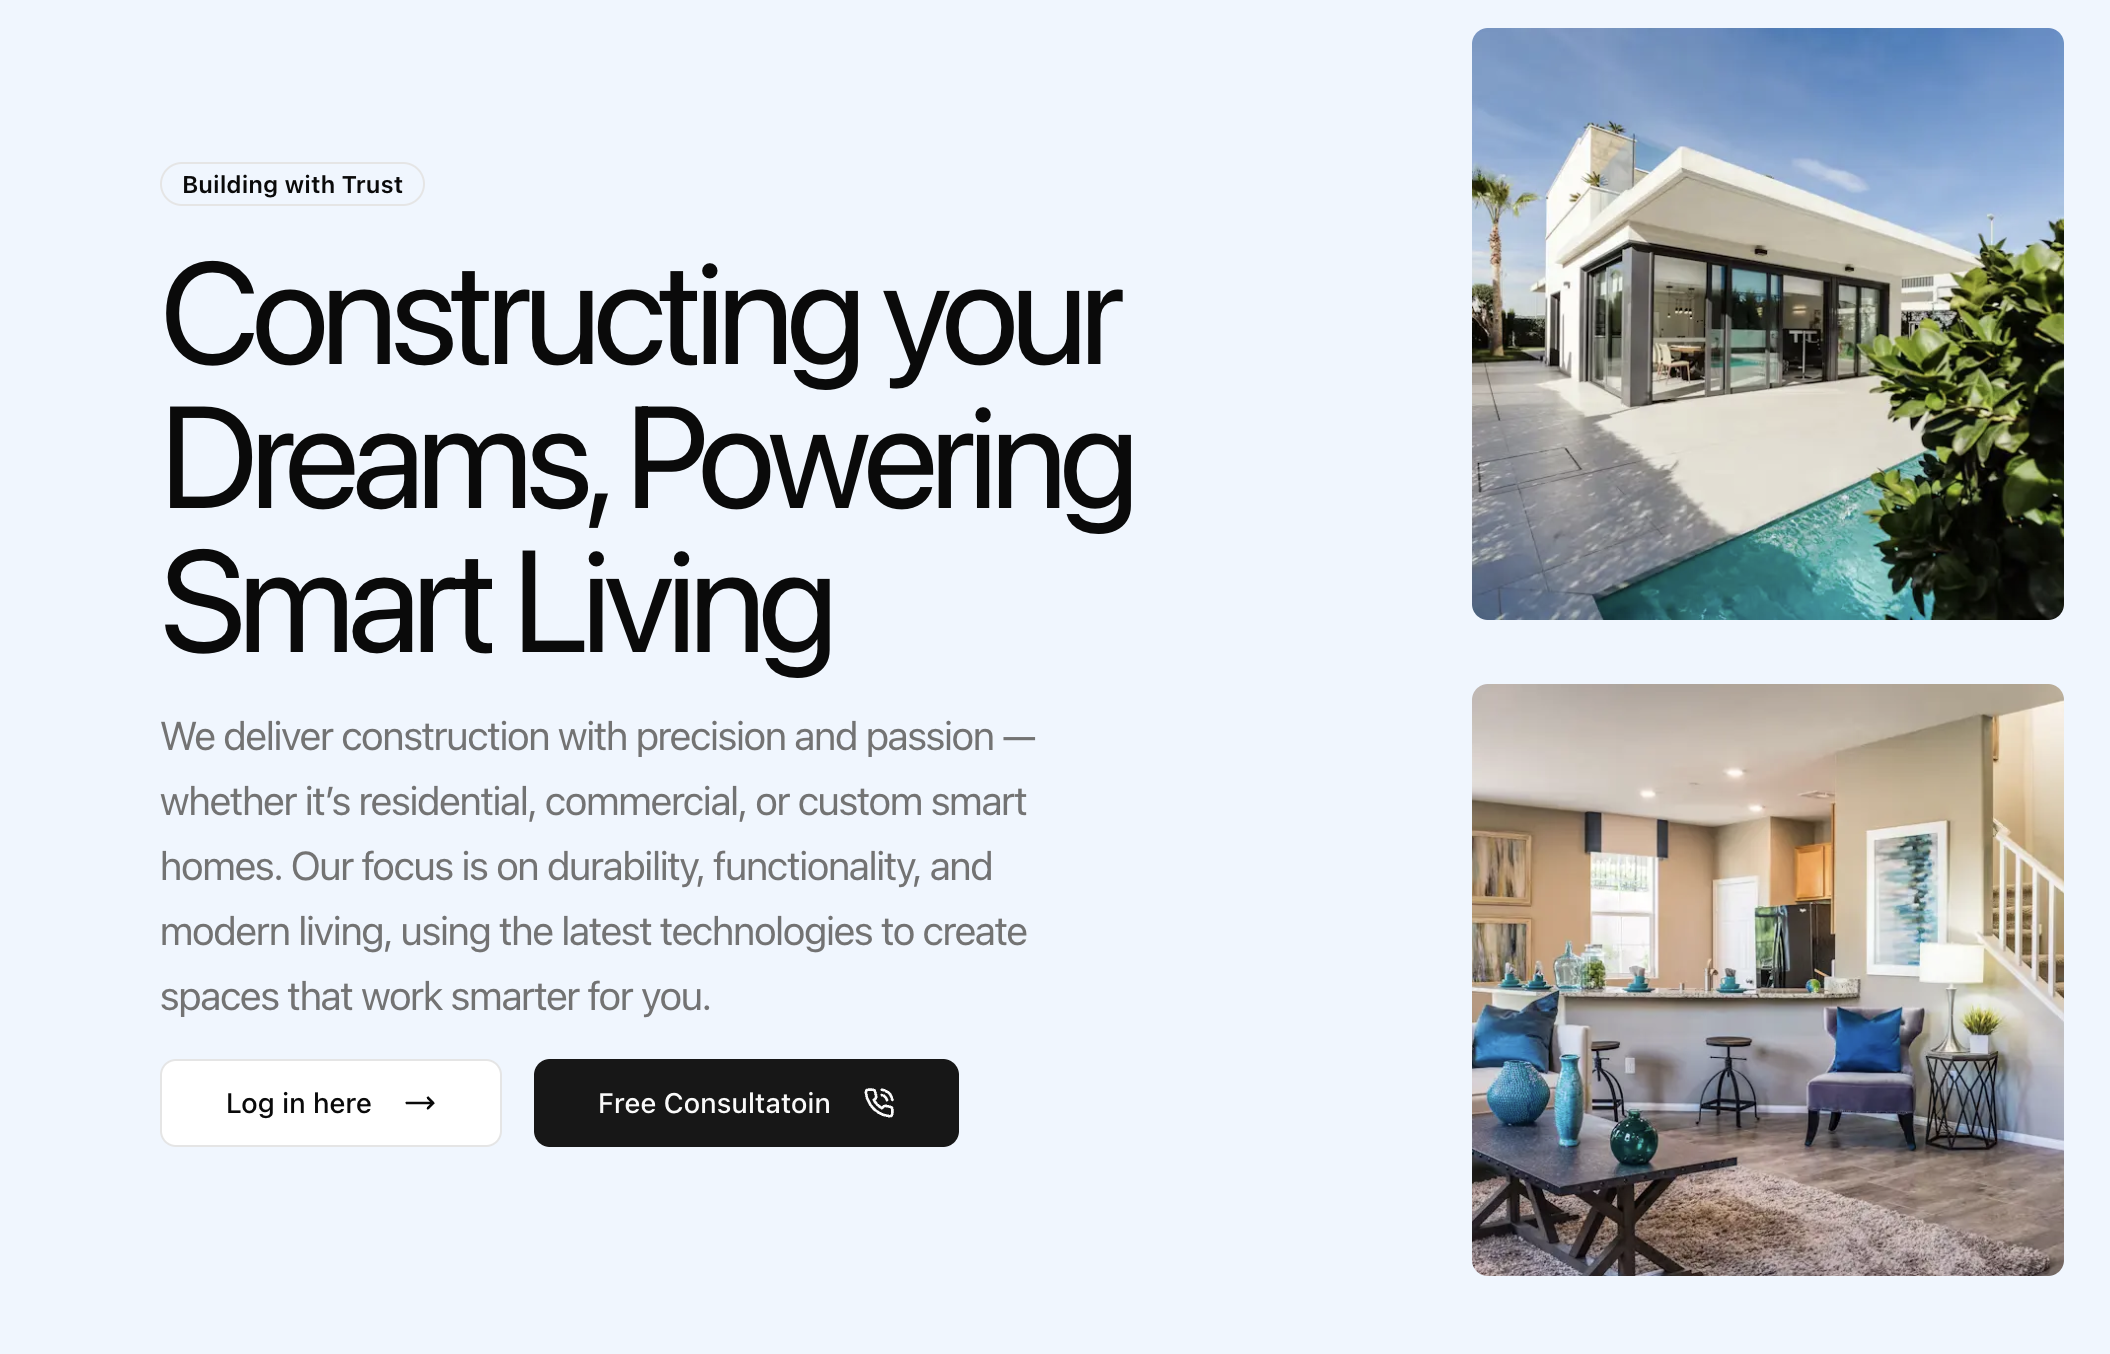 Building with Trust
Constructing your
Dreams, Powering
Smart Living
We deliver construction with precision and passion —
whether it’s residential, commercial, or custom smart
homes. Our focus is on durability, functionality, and
modern living, using the latest technologies to create
spaces that work smarter for you.
Log in here
Free Consultatoin